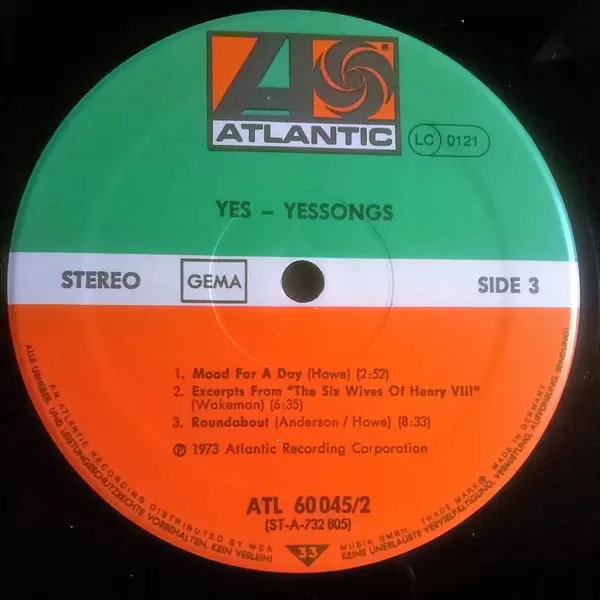 ATLANTIC
LC 0121
YES – YESSONGS
STEREO GEMA SIDE 3
1. Mood For A Day (Howe) (2:52)
2. Excerpts From "The Six Wives Of Henry VIII"
(Wakeman) (6:35)
3. Roundabout (Anderson / Howe) (8:33)
℗ 1973 Atlantic Recording Corporation
ATL 60 045/2
(ST-A-732 805)
33
AN ATLANTIC RECORDING DISTRIBUTED BY WEA MUSIK GMBH TRADE MARK ® MADE IN GERMANY
ALLE URHEBER- UND LEISTUNGSSCHUTZRECHTE VORBEHALTEN. KEIN VERLEIH! KEINE UNERLAUBTE VERVIELFÄLTIGUNG, VERMIETUNG, AUFFÜHRUNG, SENDUNG!